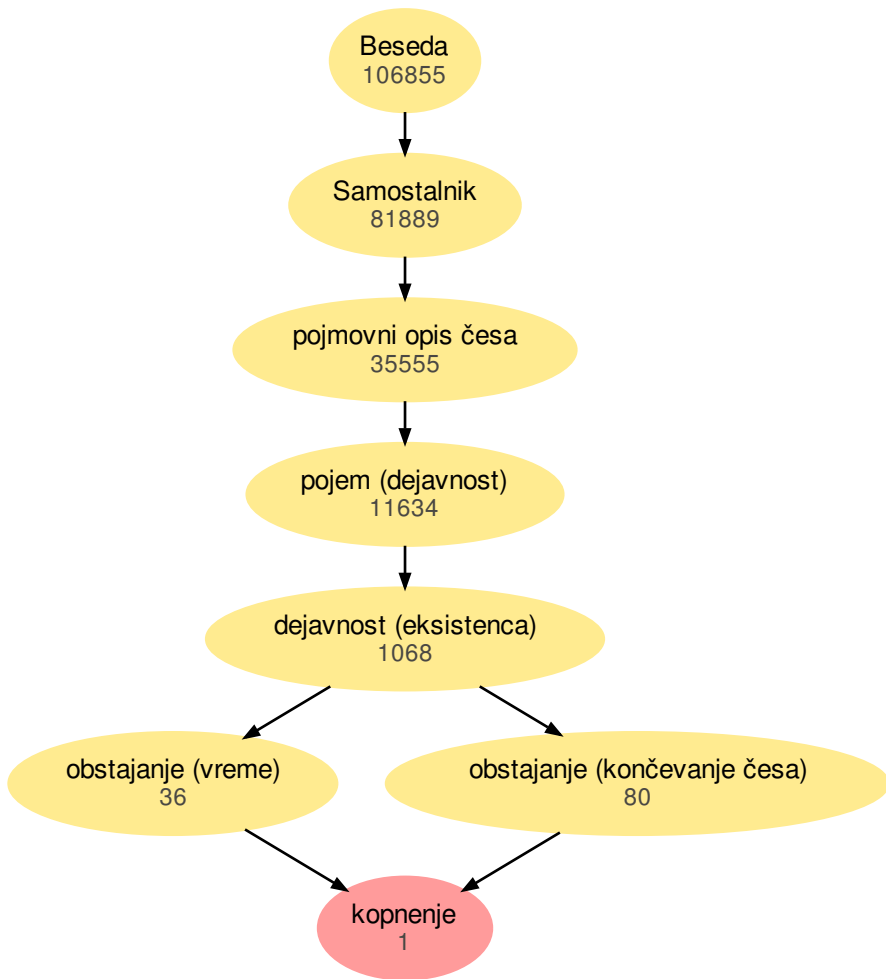 Beseda
106855
Samostalnik
81889
pojmovni opis česa
35555
pojem (dejavnost)
11634
dejavnost (eksistenca)
1068
obstajanje (vreme)
36
obstajanje (končevanje česa)
80
kopnenje
1